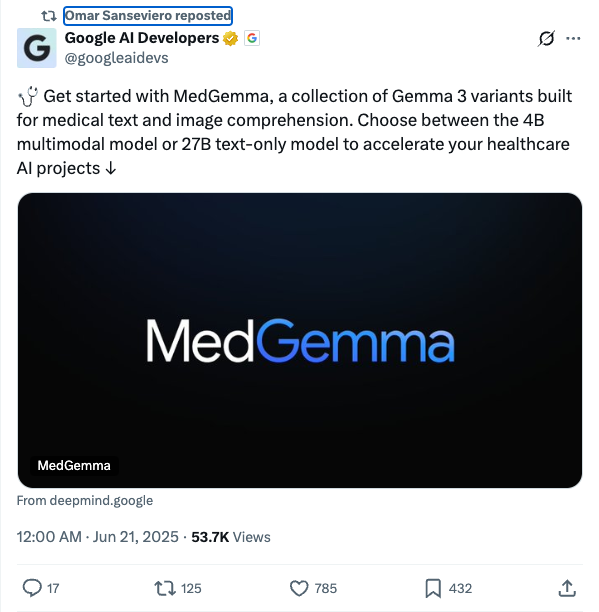 Omar Sanseviero reposted
Google AI Developers
@googleaidevs
Get started with MedGemma, a collection of Gemma 3 variants built
for medical text and image comprehension. Choose between the 4B
multimodal model or 27B text-only model to accelerate your healthcare
AI projects ↓
MedGemma
MedGemma
From deepmind.google
12:00 AM · Jun 21, 2025 · 53.7K Views
17 125 785 432